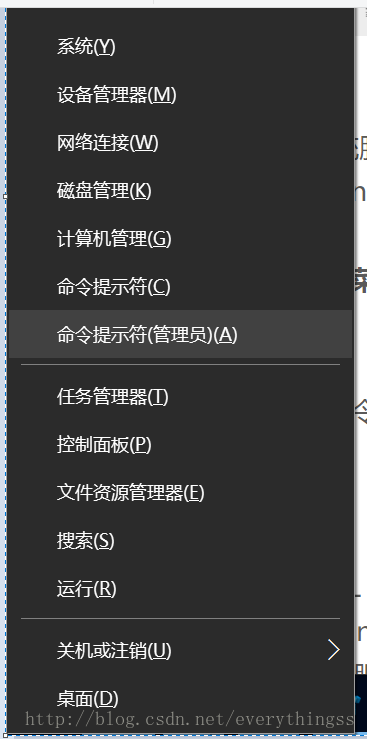 系统(Y)
设备管理器(M)
网络连接(W)
磁盘管理(K)
计算机管理(G)
命令提示符(C)
命令提示符(管理员)(A)
任务管理器(T)
控制面板(P)
文件资源管理器(E)
搜索(S)
运行(R)
关机或注销(U)
桌面(D)
http://blog.csdn.net/everythingss